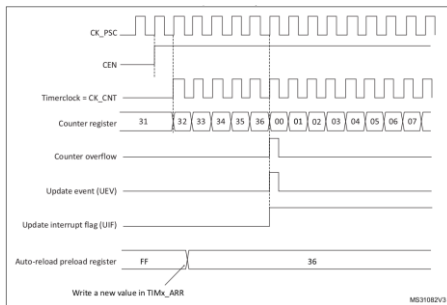 CK_PSC
CEN
Timerclock = CK_CNT
Counter register 31 32 33 34 35 36 00 01 02 03 04 05 06 07
Counter overflow
Update event (UEV)
Update interrupt flag (UIF)
Auto-reload preload register FF 36
Write a new value in TIMx_ARR
MS31082V3